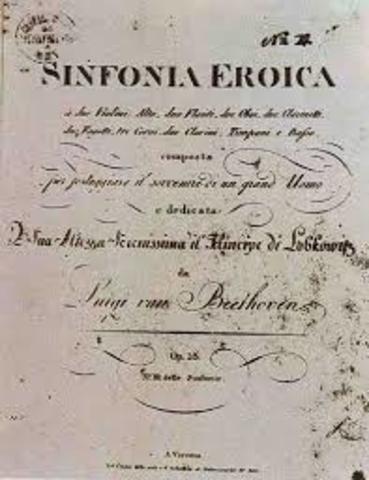 SINFONIA EROICA
a due Violini, Alto, due Flauti, due Oboi, due Clarinetti,
due Fagotti, tre Corni, due Clarini, Timpani e Basso
composta
per festeggiare il sovvenire di un grand Uomo
e dedicata
A Sua Altezza Serenissima il Principe di Lobkowitz
da
Luigi van Beethoven
Op. 55
delle Sinfonie
A Vienna